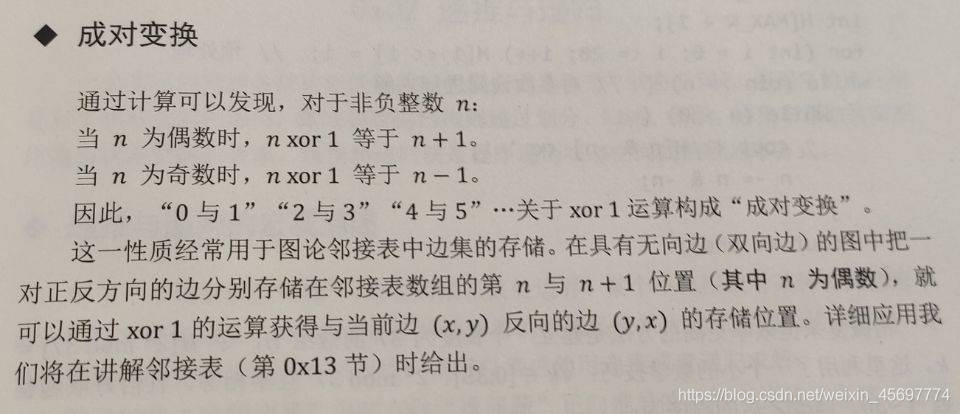 ◆ 成对变换
通过计算可以发现，对于非负整数 n：
当 n 为偶数时，n xor 1 等于 n + 1。
当 n 为奇数时，n xor 1 等于 n − 1。
因此，“0 与 1”“2 与 3”“4 与 5”…关于 xor 1 运算构成“成对变换”。
这一性质经常用于图论邻接表中边集的存储。在具有无向边（双向边）的图中把一
对正反方向的边分别存储在邻接表数组的第 n 与 n + 1 位置（其中 n 为偶数），就
可以通过 xor 1 的运算获得与当前边 (x, y) 反向的边 (y, x) 的存储位置。详细应用我
们将在讲解邻接表（第 0x13 节）时给出。
https://blog.csdn.net/weixin_45697774